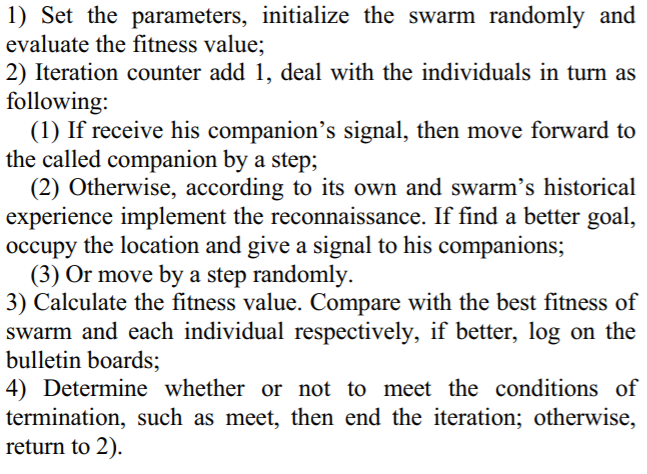 1) Set the parameters, initialize the swarm randomly and
evaluate the fitness value;
2) Iteration counter add 1, deal with the individuals in turn as
following:
(1) If receive his companion’s signal, then move forward to
the called companion by a step;
(2) Otherwise, according to its own and swarm’s historical
experience implement the reconnaissance. If find a better goal,
occupy the location and give a signal to his companions;
(3) Or move by a step randomly.
3) Calculate the fitness value. Compare with the best fitness of
swarm and each individual respectively, if better, log on the
bulletin boards;
4) Determine whether or not to meet the conditions of
termination, such as meet, then end the iteration; otherwise,
return to 2).